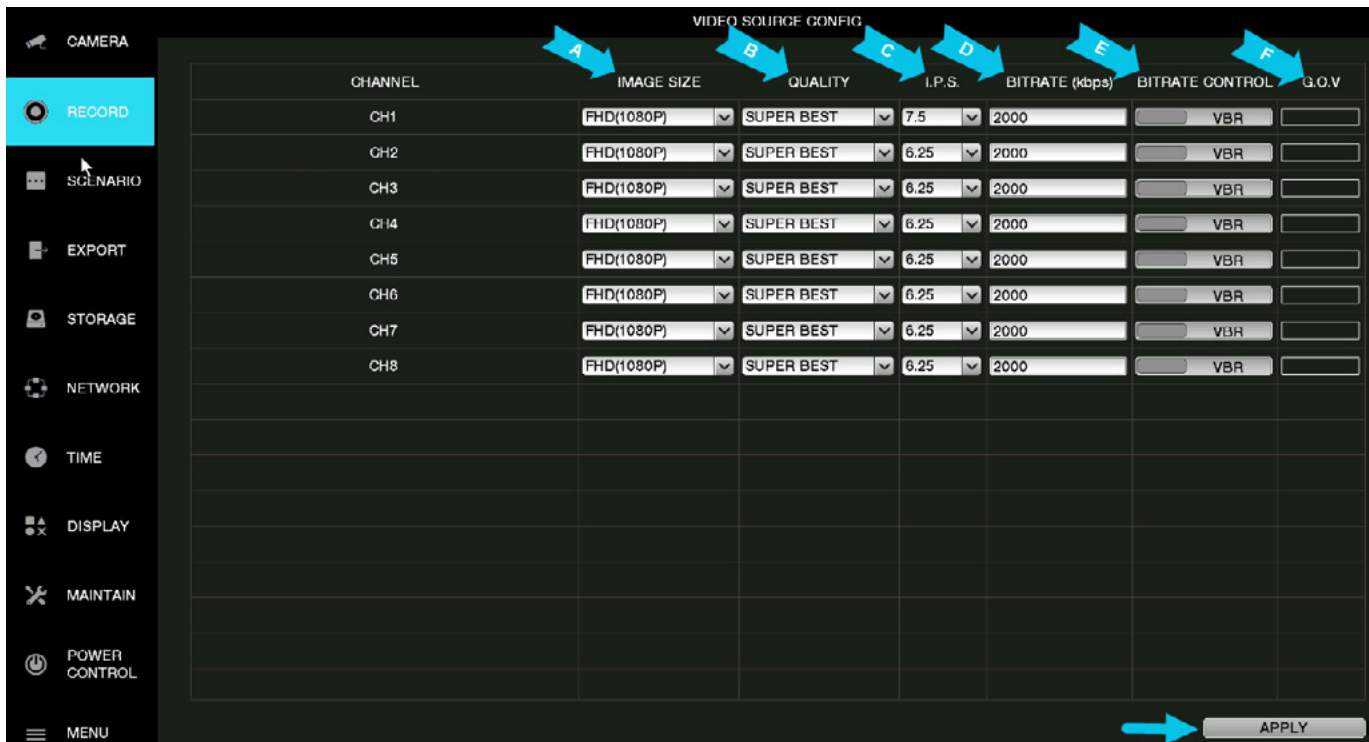 VIDEO SOURCE CONFIG
CAMERA
RECORD
SCENARIO
EXPORT
STORAGE
NETWORK
TIME
DISPLAY
MAINTAIN
POWER
CONTROL
MENU
A B C D E F
CHANNEL IMAGE SIZE QUALITY I.P.S. BITRATE (kbps) BITRATE CONTROL G.O.V
CH1 FHD(1080P) SUPER BEST 7.5 2000 VBR
CH2 FHD(1080P) SUPER BEST 6.25 2000 VBR
CH3 FHD(1080P) SUPER BEST 6.25 2000 VBR
CH4 FHD(1080P) SUPER BEST 6.25 2000 VBR
CH5 FHD(1080P) SUPER BEST 6.25 2000 VBR
CH6 FHD(1080P) SUPER BEST 6.25 2000 VBR
CH7 FHD(1080P) SUPER BEST 6.25 2000 VBR
CH8 FHD(1080P) SUPER BEST 6.25 2000 VBR
APPLY